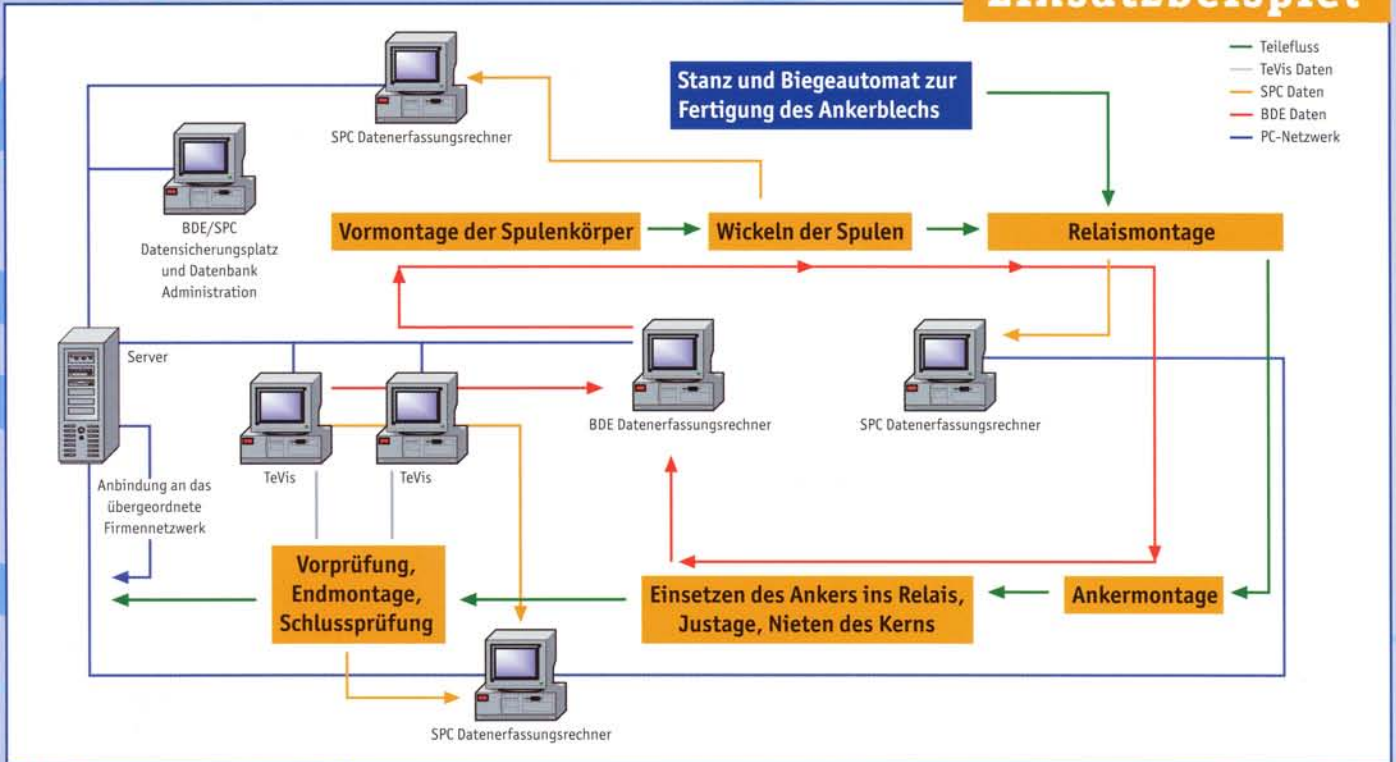 Einsatzbeispiel
Teilefluss
TeVis Daten
SPC Daten
BDE Daten
PC-Netzwerk
Stanz und Biegeautomat zur
Fertigung des Ankerblechs
SPC Datenerfassungsrechner
BDE/SPC
Datensicherungsplatz
und Datenbank
Administration
Vormontage der Spulenkörper
Wickeln der Spulen
Relaismontage
Server
TeVis
TeVis
BDE Datenerfassungsrechner
SPC Datenerfassungsrechner
Anbindung an das
übergeordnete
Firmennetzwerk
Vorprüfung,
Endmontage,
Schlussprüfung
Einsetzen des Ankers ins Relais,
Justage, Nieten des Kerns
Ankermontage
SPC Datenerfassungsrechner